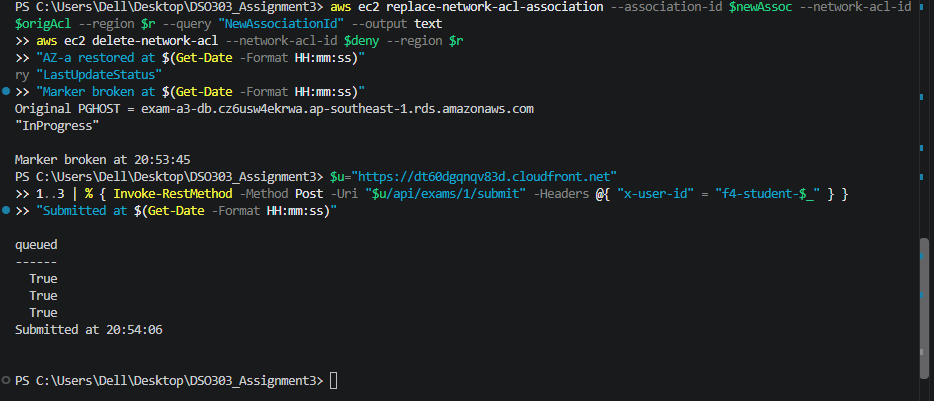 PS C:\Users\Dell\Desktop\DSO303_Assignment3> aws ec2 replace-network-acl-association --association-id $newAssoc --network-acl-id
$origAcl --region $r --query "NewAssociationId" --output text
>> aws ec2 delete-network-acl --network-acl-id $deny --region $r
>> "AZ-a restored at $(Get-Date -Format HH:mm:ss)"
ry "LastUpdateStatus"
>> "Marker broken at $(Get-Date -Format HH:mm:ss)"
Original PGHOST = exam-a3-db.cz6usw4ekrwa.ap-southeast-1.rds.amazonaws.com
"InProgress"
Marker broken at 20:53:45
PS C:\Users\Dell\Desktop\DSO303_Assignment3> $u="https://dt60dgqnqv83d.cloudfront.net"
>> 1..3 | % { Invoke-RestMethod -Method Post -Uri "$u/api/exams/1/submit" -Headers @{ "x-user-id" = "f4-student-$_" } }
>> "Submitted at $(Get-Date -Format HH:mm:ss)"
queued
------
True
True
True
Submitted at 20:54:06
PS C:\Users\Dell\Desktop\DSO303_Assignment3>